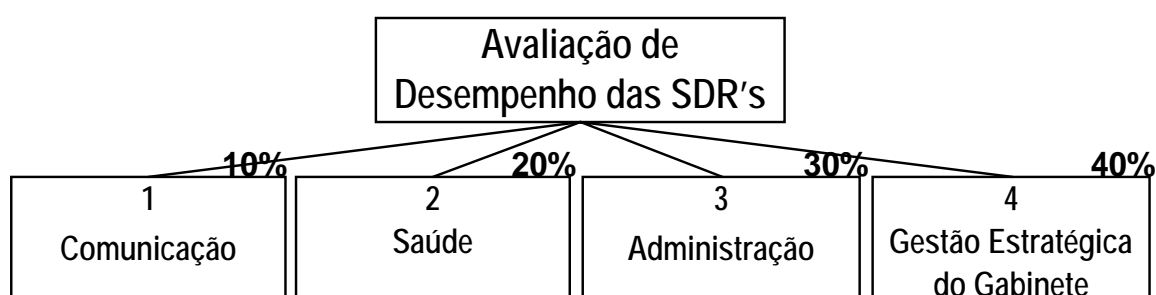 Avaliação de
Desempenho das SDR's
10%
20%
30%
40%
1
2
3
4
Comunicação
Saúde
Administração
Gestão Estratégica
do Gabinete